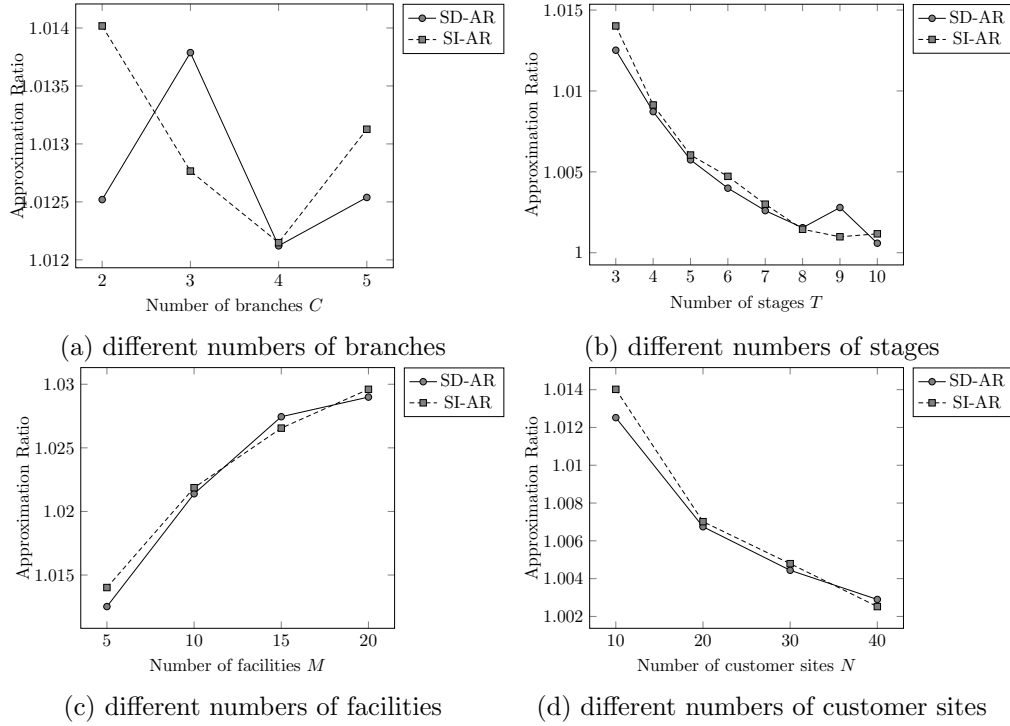 1.014
1.0135
1.013
1.0125
1.012
2
3
4
5
Number of branches C
Approximation Ratio
SD-AR
SI-AR
(a) different numbers of branches
1.015
1.01
1.005
1
3
4
5
6
7
8
9
10
Number of stages T
Approximation Ratio
SD-AR
SI-AR
(b) different numbers of stages
1.03
1.025
1.02
1.015
5
10
15
20
Number of facilities M
Approximation Ratio
SD-AR
SI-AR
(c) different numbers of facilities
1.014
1.012
1.01
1.008
1.006
1.004
1.002
10
20
30
40
Number of customer sites N
Approximation Ratio
SD-AR
SI-AR
(d) different numbers of customer sites